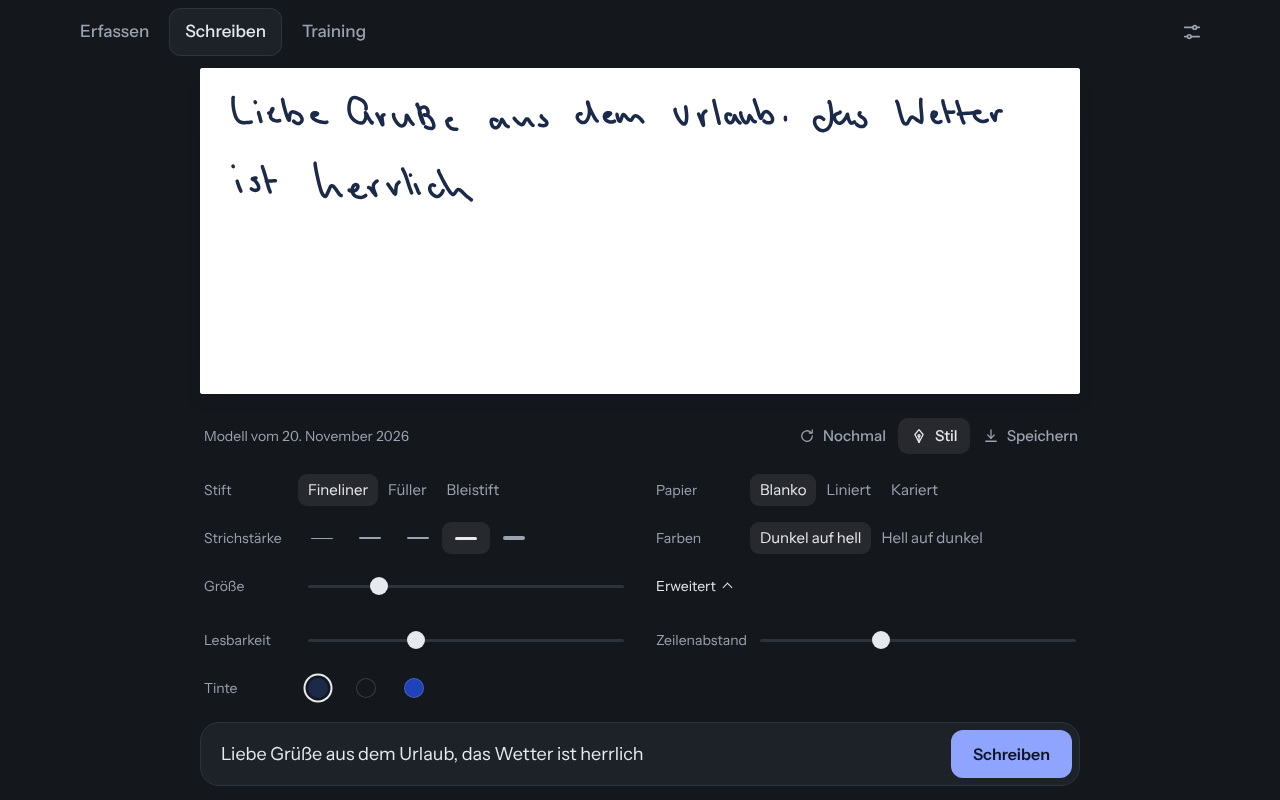 Erfassen Schreiben Training
Liebe Gruße aus dem Urlaub. das Wetter
ist herrlich
Modell vom 20. November 2026 Nochmal Stil Speichern
Stift Fineliner Füller Bleistift Papier Blanko Liniert Kariert
Strichstärke Farben Dunkel auf hell Hell auf dunkel
Größe Erweitert
Lesbarkeit Zeilenabstand
Tinte
Liebe Grüße aus dem Urlaub, das Wetter ist herrlich Schreiben